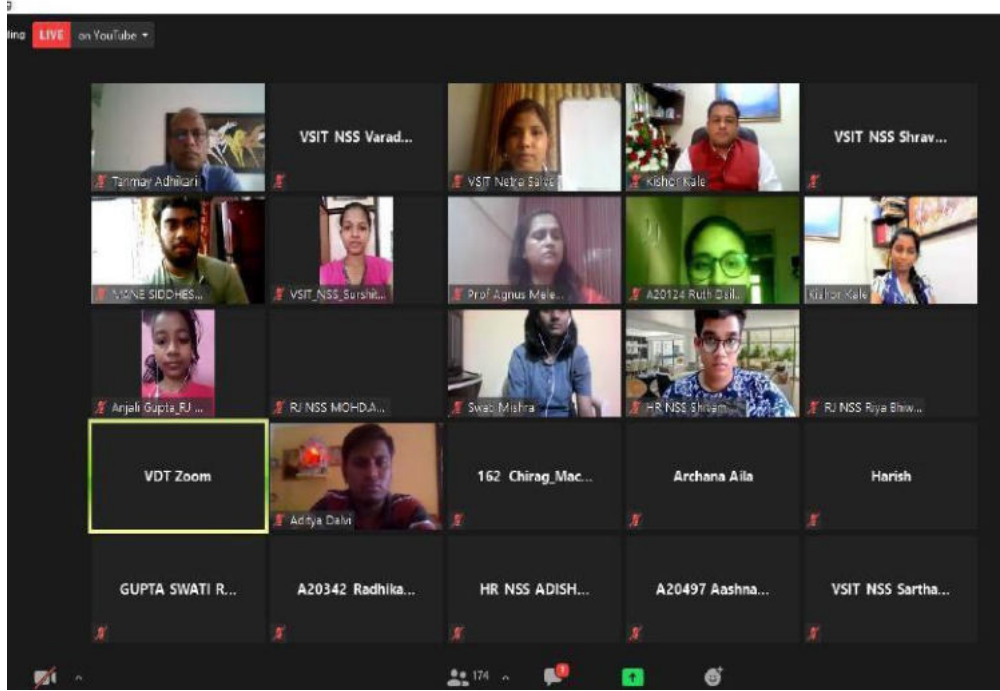 LIVE on YouTube
Tanmay Adhikari
VSIT NSS Varad...
VSIT Netra Salve
Kishor Kale
VSIT NSS Shrav...
MANE SIDDHES...
VSIT_NSS_Surshit...
Prof Agnus Mele...
A20124 Ruth Dail...
Kishor Kale
Anjali Gupta_RJ ...
RJ NSS MOHD.A...
Swati Mishra
HR NSS Shivam
RJ NSS Riya Bhiw...
VDT Zoom
Aditya Dalvi
162 Chirag_Mac...
Archana Aila
Harish
GUPTA SWATI R...
A20342 Radhika...
HR NSS ADISH...
A20497 Aashna...
VSIT NSS Sartha...
174
1